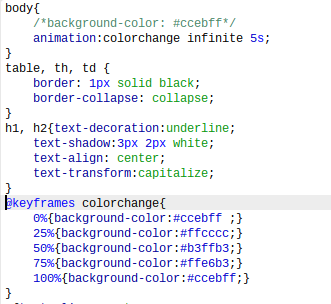 body{
/*background-color: #ccebff*/
animation:colorchange infinite 5s;
}
table, th, td {
border: 1px solid black;
border-collapse: collapse;
}
h1, h2{text-decoration:underline;
text-shadow:3px 2px white;
text-align: center;
text-transform:capitalize;
}
@keyframes colorchange{
0%{background-color:#ccebff ;}
25%{background-color:#ffcccc;}
50%{background-color:#b3ffb3;}
75%{background-color:#ffe6b3;}
100%{background-color:#ccebff;}
}